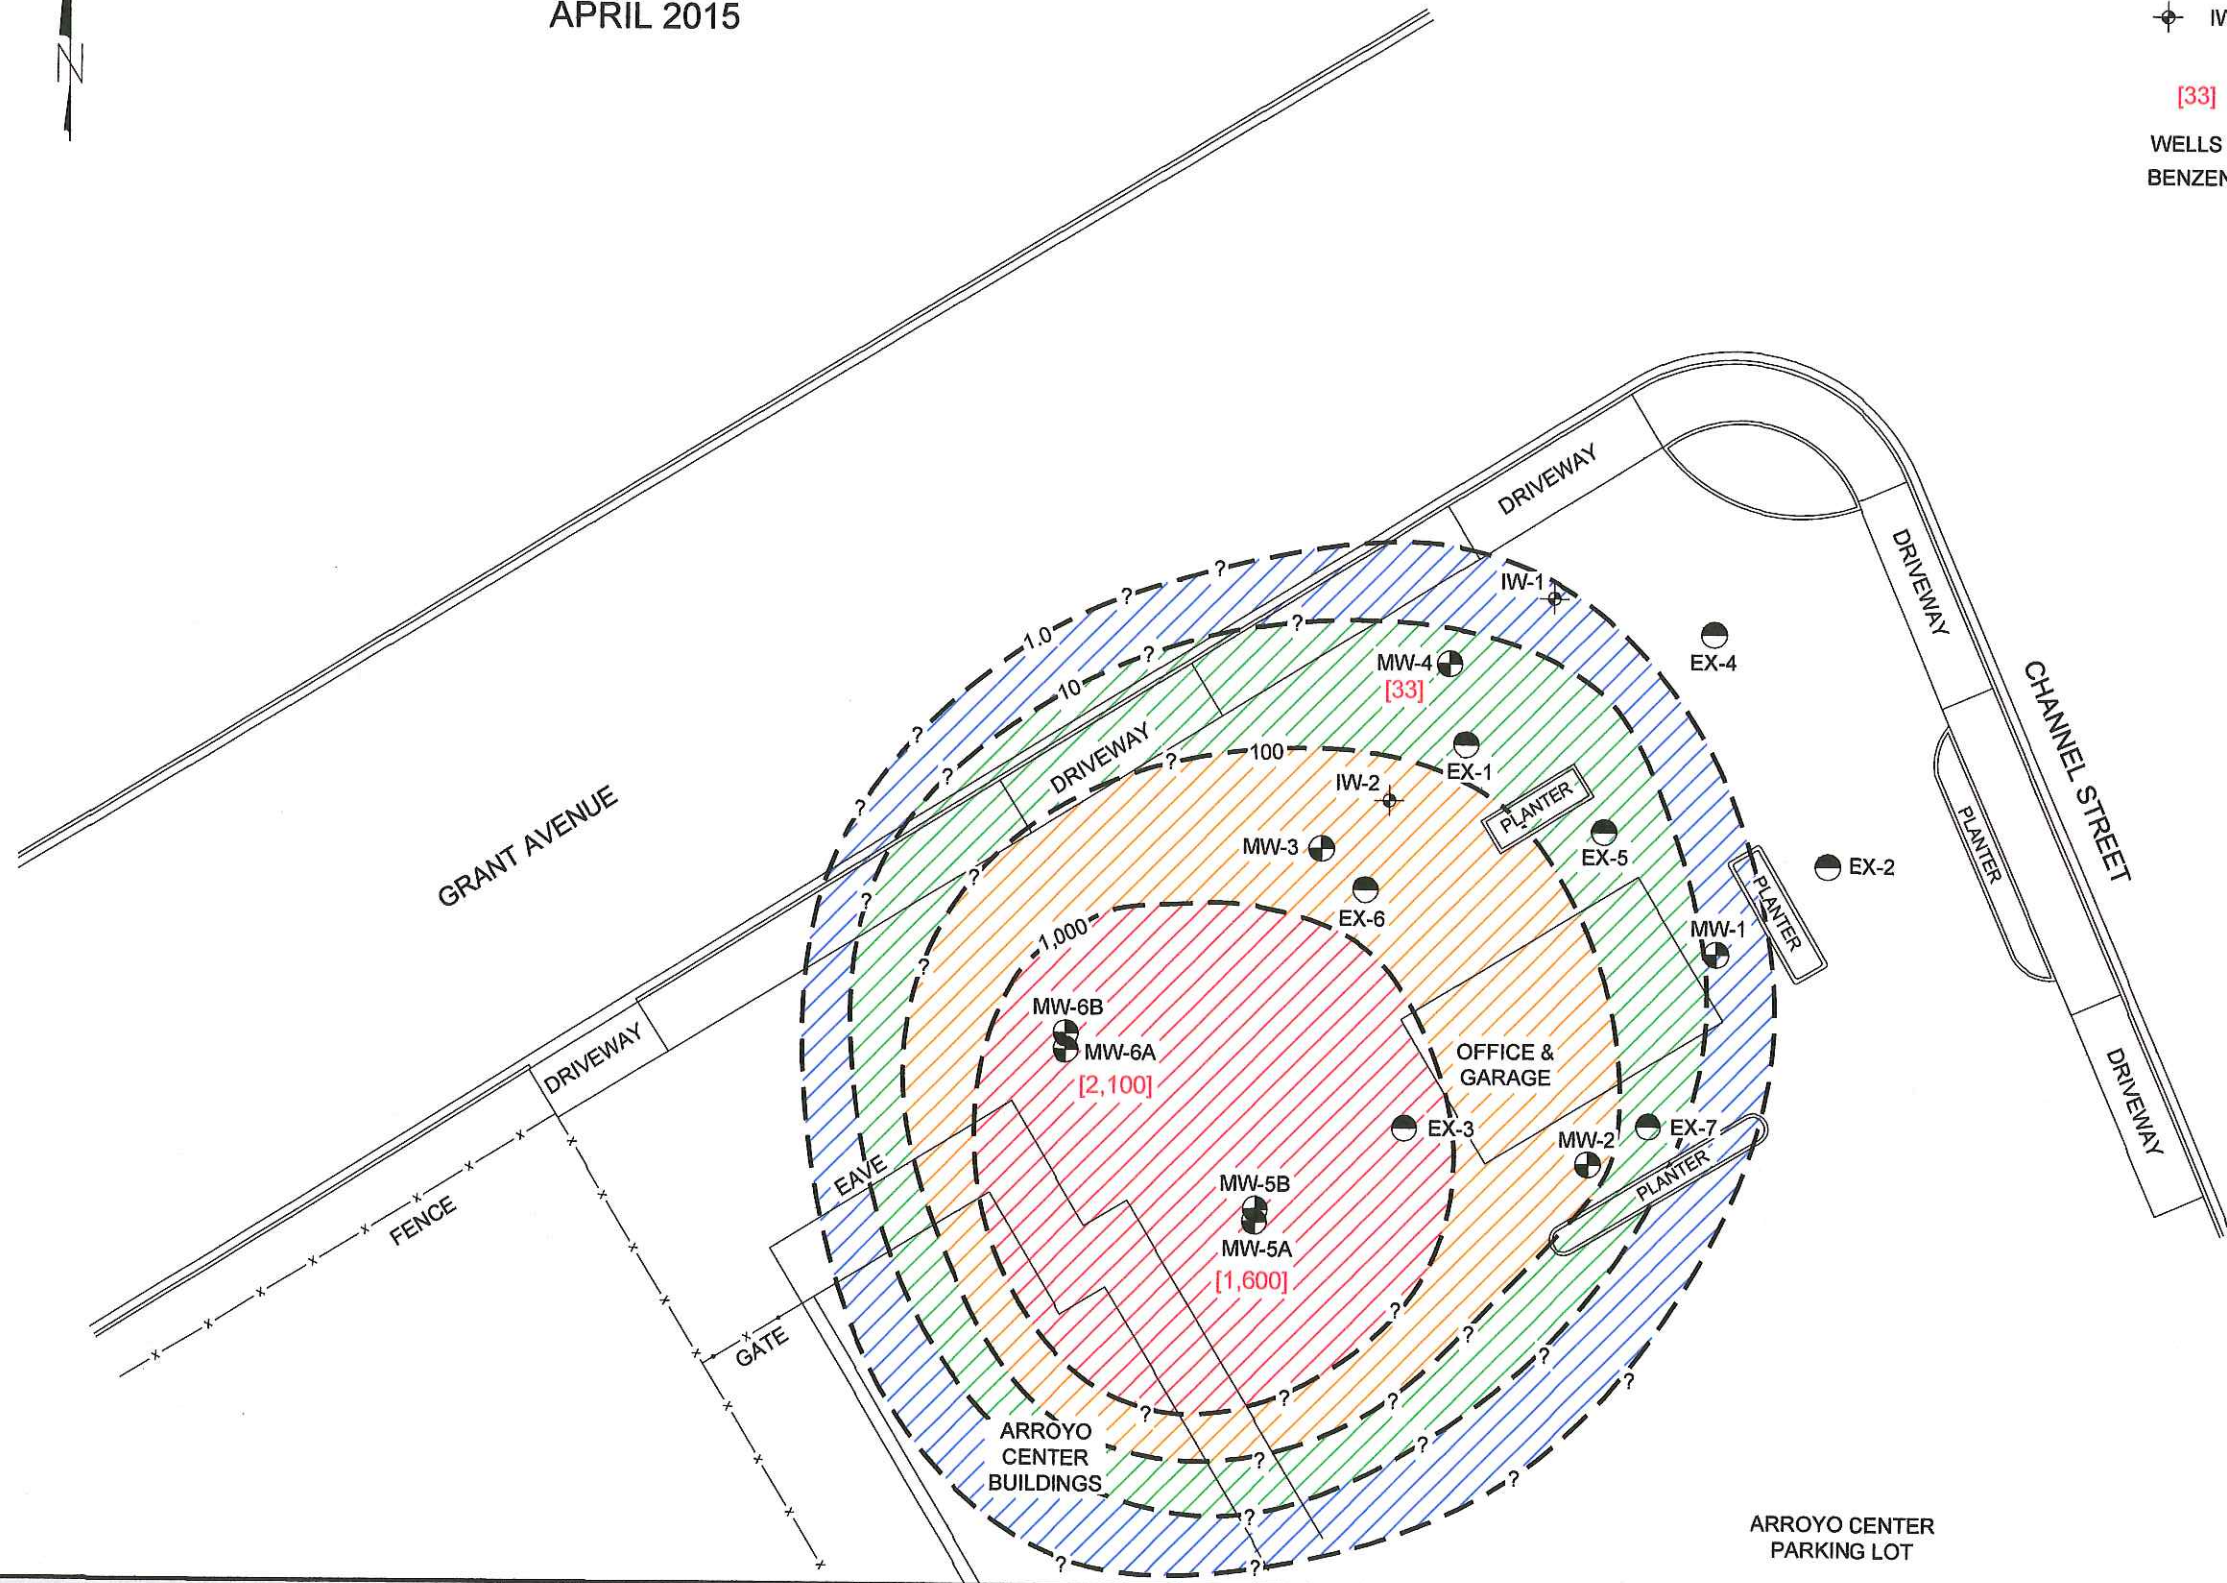 APRIL 2015
N
IW
[33]
WELLS
BENZEN
DRIVEWAY
DRIVEWAY
CHANNEL STREET
PLANTER
DRIVEWAY
GRANT AVENUE
?
?
1.0
?
?
?
?
10
?
?
?
100
?
?
?
1,000
IW-1
EX-4
MW-4
[33]
EX-1
DRIVEWAY
IW-2
PLANTER
MW-3
EX-5
EX-2
EX-6
PLANTER
MW-1
MW-6B
MW-6A
[2,100]
OFFICE &
GARAGE
DRIVEWAY
EX-3
EX-7
MW-2
PLANTER
EAVE
MW-5B
MW-5A
[1,600]
FENCE
GATE
?
?
?
?
?
?
?
?
?
?
?
?
?
?
ARROYO
CENTER
BUILDINGS
ARROYO CENTER
PARKING LOT